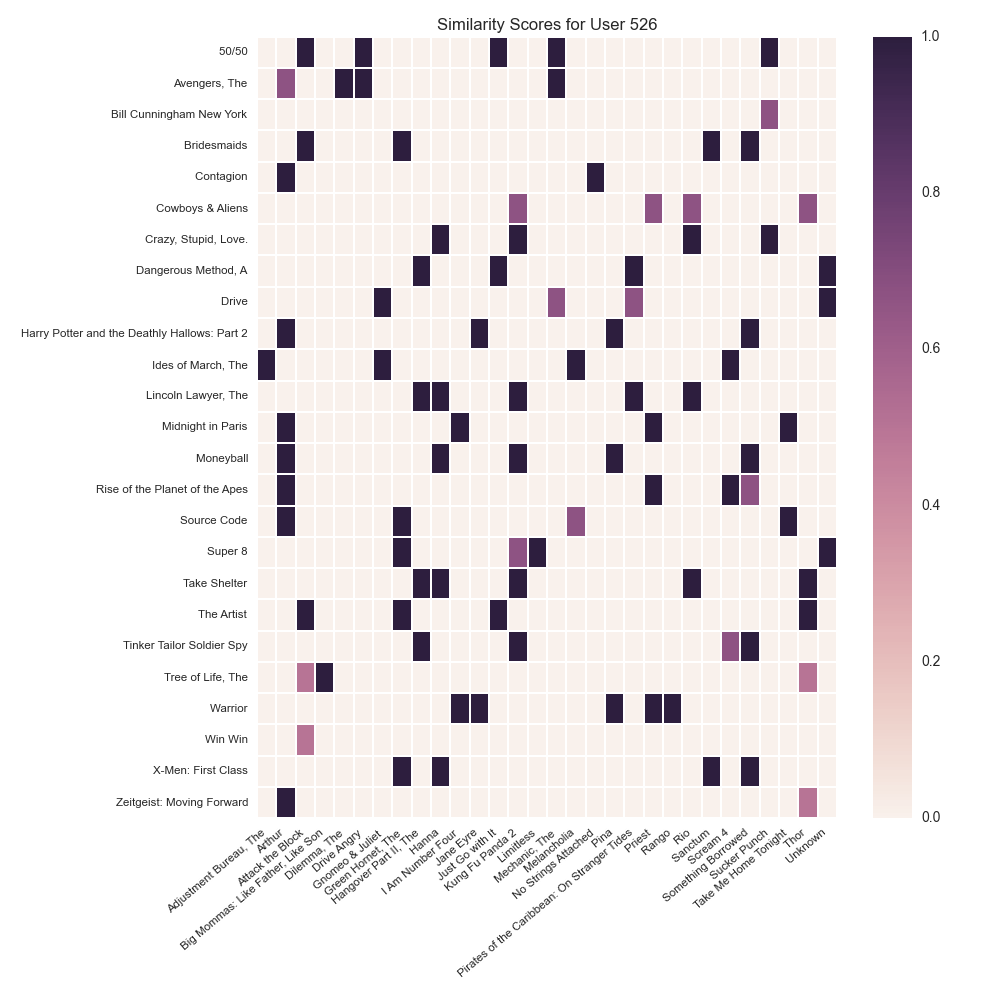 Similarity Scores for User 526
50/50
Avengers, The
Bill Cunningham New York
Bridesmaids
Contagion
Cowboys & Aliens
Crazy, Stupid, Love.
Dangerous Method, A
Drive
Harry Potter and the Deathly Hallows: Part 2
Ides of March, The
Lincoln Lawyer, The
Midnight in Paris
Moneyball
Rise of the Planet of the Apes
Source Code
Super 8
Take Shelter
The Artist
Tinker Tailor Soldier Spy
Tree of Life, The
Warrior
Win Win
X-Men: First Class
Zeitgeist: Moving Forward
Adjustment Bureau, The
Arthur
Attack the Block
Big Mommas: Like Father, Like Son
Dilemma, The
Drive Angry
Gnomeo & Juliet
Green Hornet, The
Hangover Part II, The
Hanna
I Am Number Four
Jane Eyre
Just Go with It
Kung Fu Panda 2
Limitless
Mechanic, The
Melancholia
No Strings Attached
Pina
Pirates of the Caribbean: On Stranger Tides
Priest
Rango
Rio
Sanctum
Scream 4
Something Borrowed
Sucker Punch
Take Me Home Tonight
Thor
Unknown
1.0
0.8
0.6
0.4
0.2
0.0